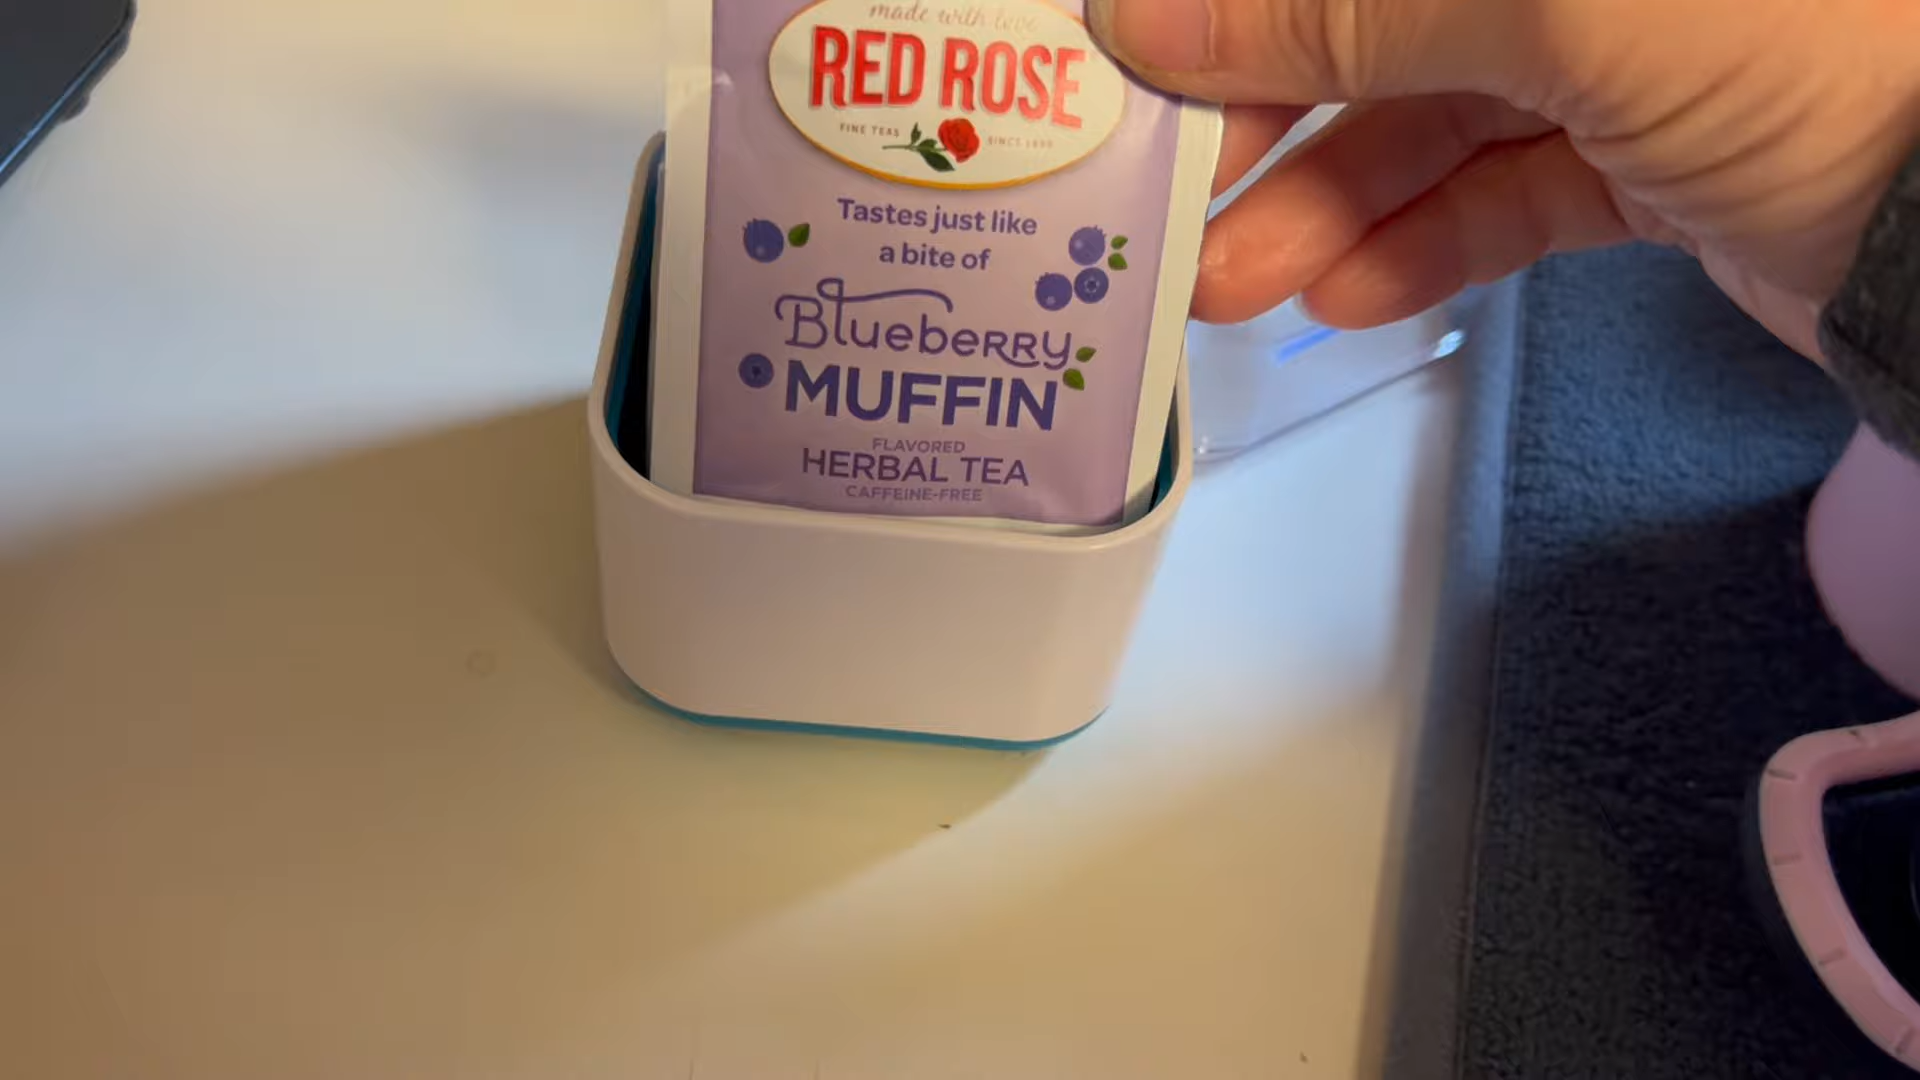 made with love
RED ROSE
FINE TEAS
SINCE 1890
Tastes just like
a bite of
Blueberry
MUFFIN
FLAVORED
HERBAL TEA
CAFFEINE-FREE